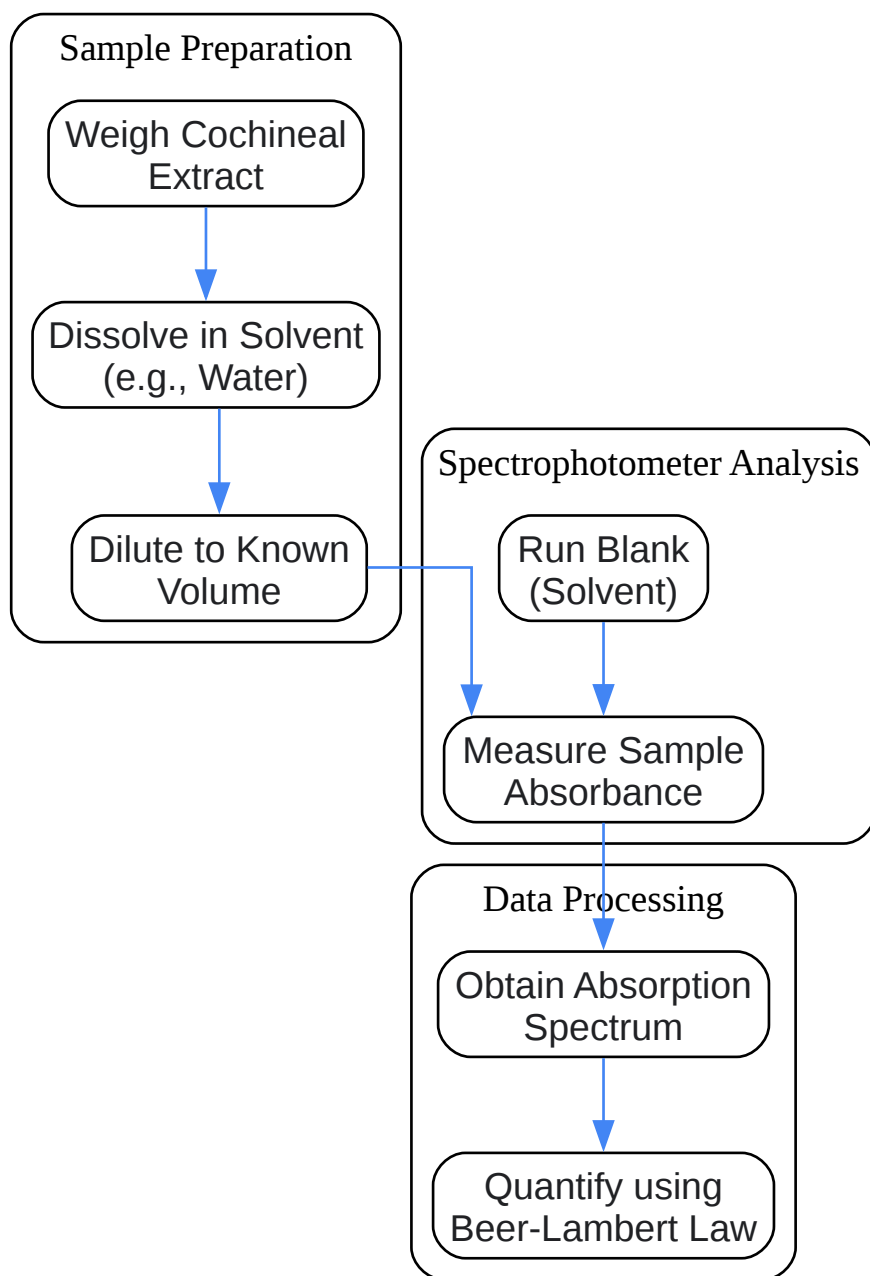 Sample Preparation
Weigh Cochineal
Extract
Dissolve in Solvent
(e.g., Water)
Dilute to Known
Volume
Spectrophotometer Analysis
Run Blank
(Solvent)
Measure Sample
Absorbance
Data Processing
Obtain Absorption
Spectrum
Quantify using
Beer-Lambert Law